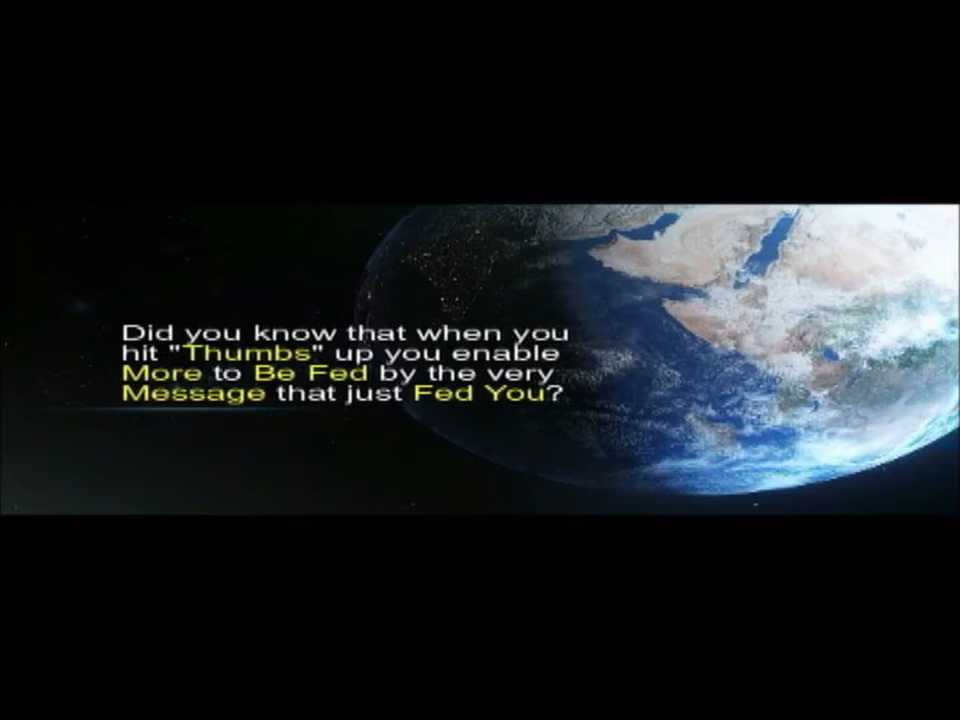 Did you know that when you
hit "Thumbs" up you enable
More to Be Fed by the very
Message that just Fed You?